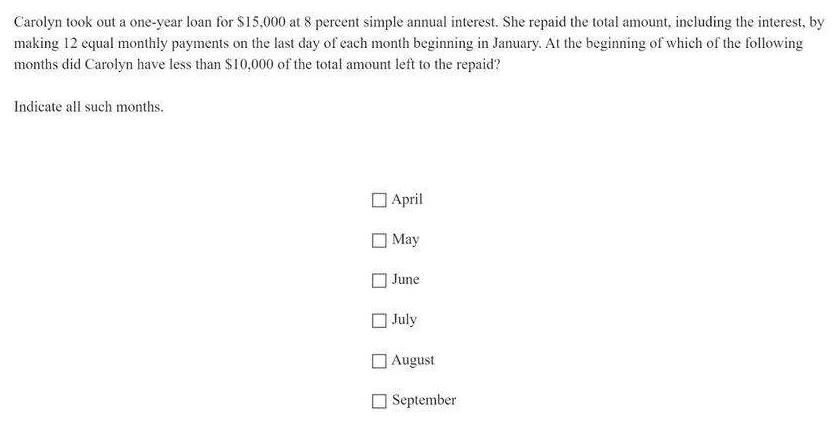 Carolyn took out a one-year loan for $15,000 at 8 percent simple annual interest. She repaid the total amount, including the interest, by
making 12 equal monthly payments on the last day of each month beginning in January. At the beginning of which of the following
months did Carolyn have less than $10,000 of the total amount left to the repaid?
Indicate all such months.
April
May
June
July
August
September